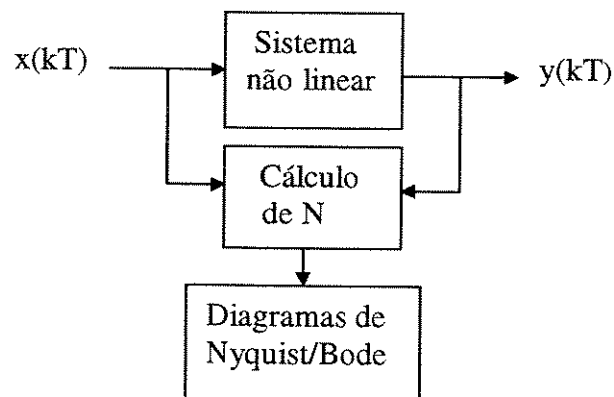 Sistema
x(kT)
não linear
y(kT)
Cálculo
de N
Diagramas de
Nyquist/Bode